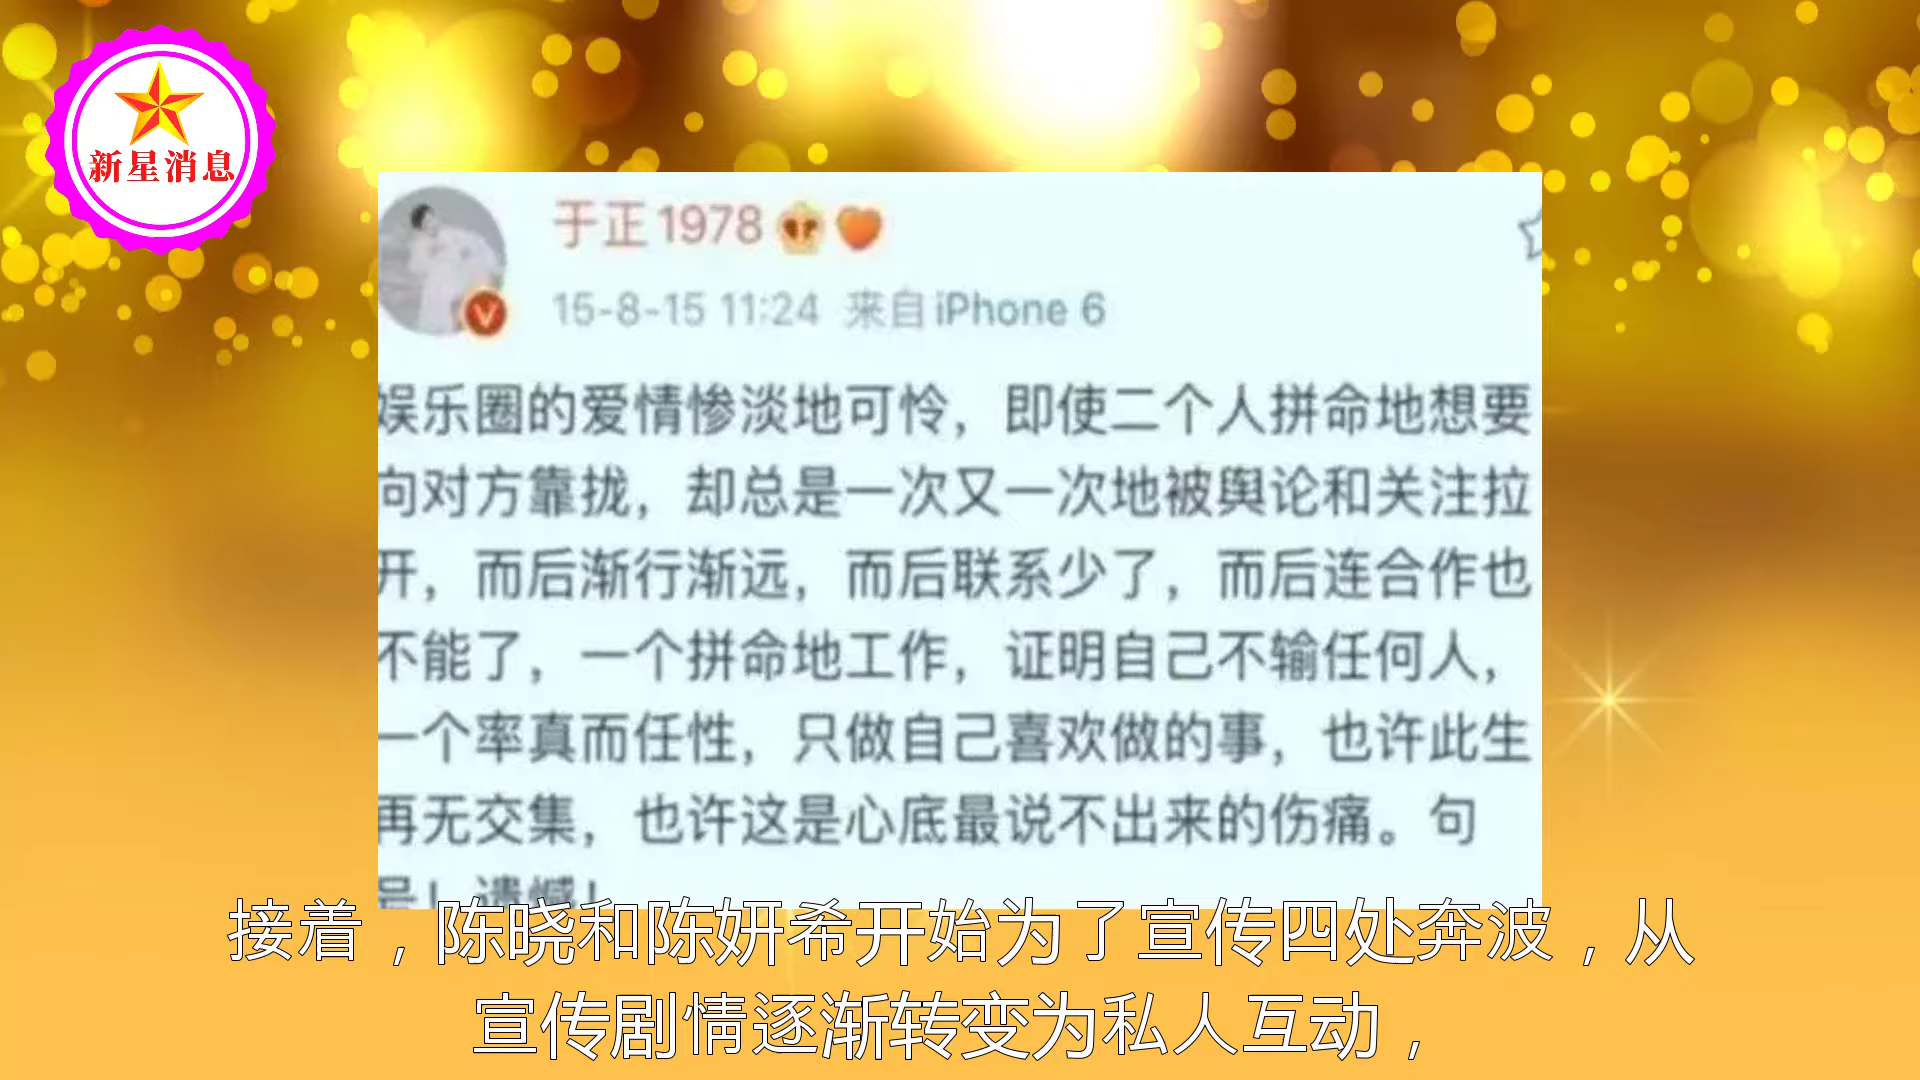 新星消息
于正1978
15-8-15 11:24 来自 iPhone 6
娱乐圈的爱情惨淡地可怜，即使二个人拼命地想要
向对方靠拢，却总是一次又一次地被舆论和关注拉
开，而后渐行渐远，而后联系少了，而后连合作也
不能了，一个拼命地工作，证明自己不输任何人，
一个率真而任性，只做自己喜欢做的事，也许此生
再无交集，也许这是心底最说不出来的伤痛。句
号！遗憾！
接着，陈晓和陈妍希开始为了宣传四处奔波，从
宣传剧情逐渐转变为私人互动，